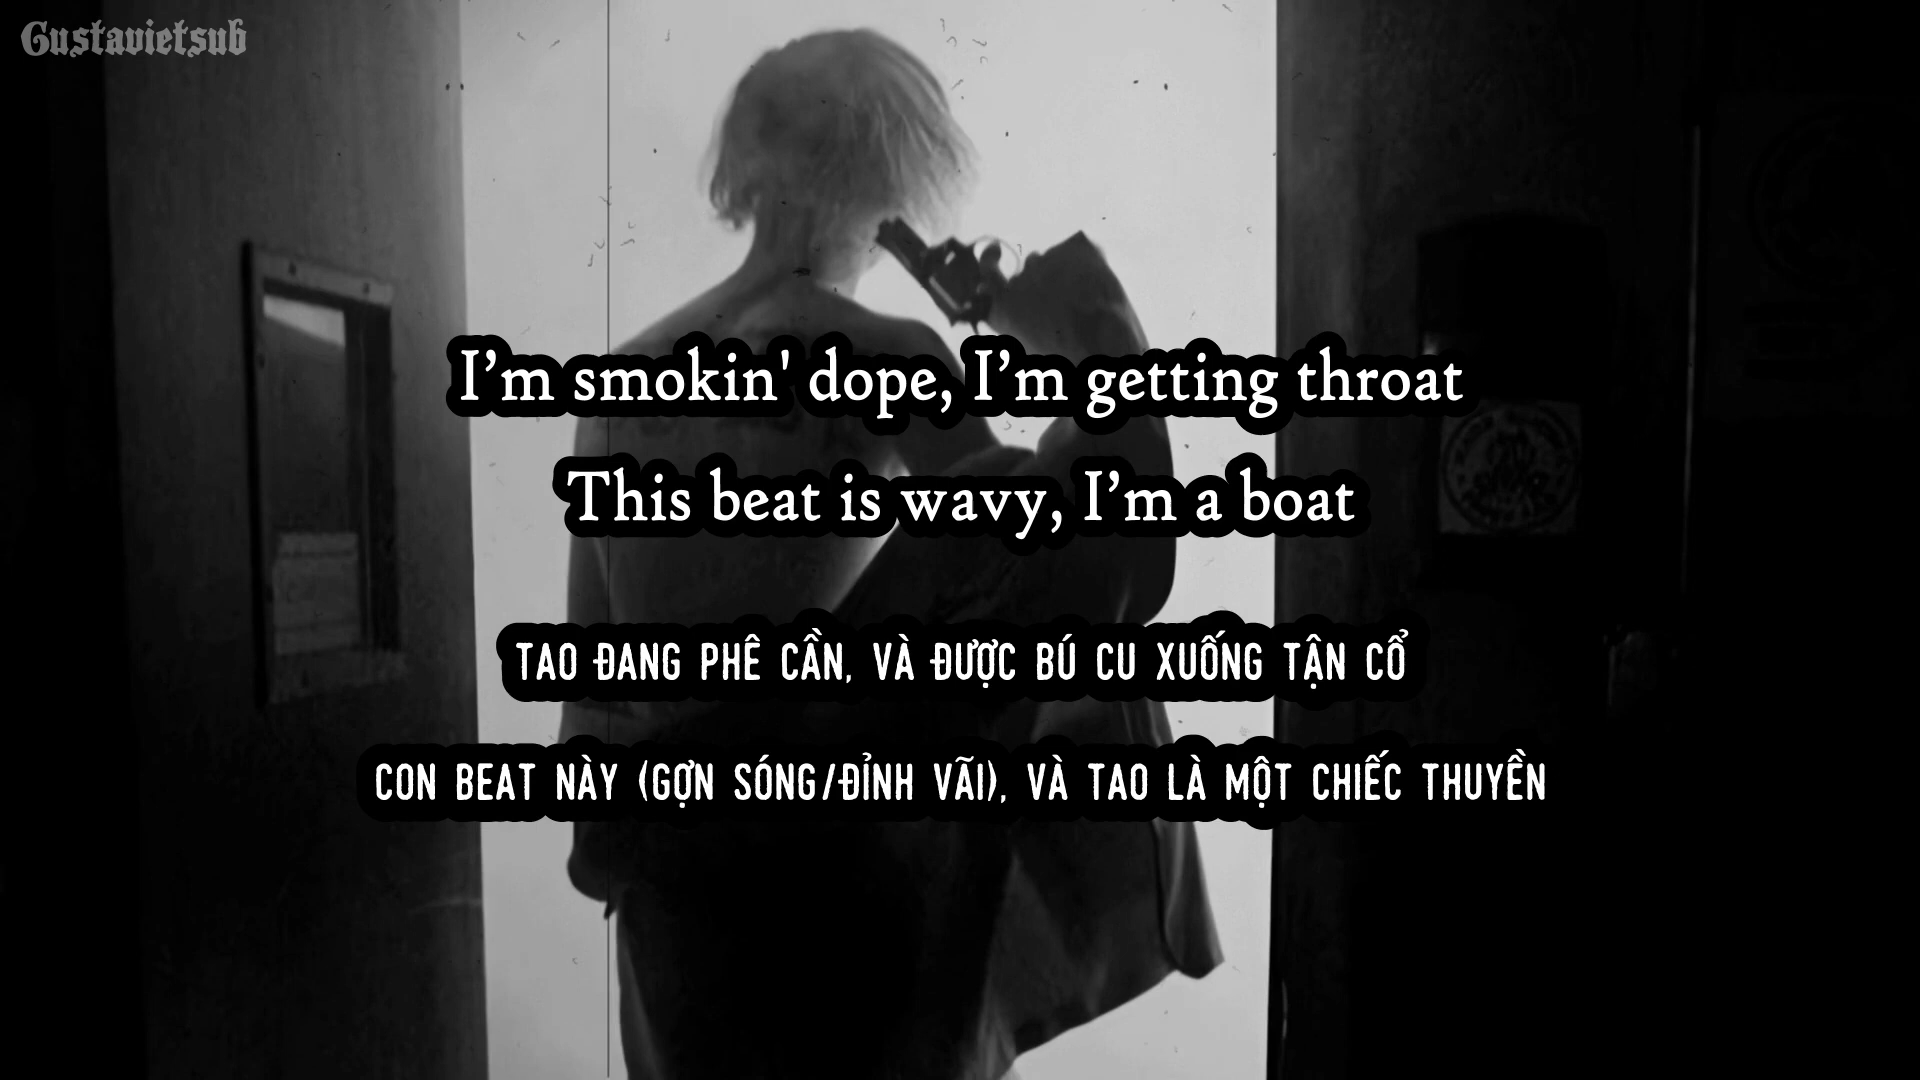 Gustavietsub
I’m smokin' dope, I’m getting throat
This beat is wavy, I’m a boat
TAO ĐANG PHÊ CẦN, VÀ ĐƯỢC BÚ CU XUỐNG TẬN CỔ
CON BEAT NÀY (GỢN SÓNG/ĐỈNH VÃI), VÀ TAO LÀ MỘT CHIẾC THUYỀN